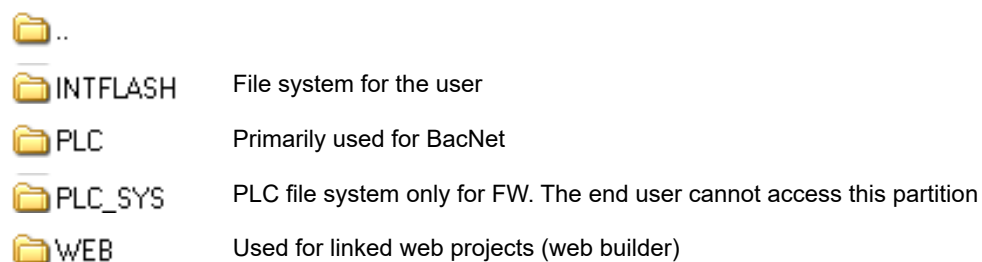 ..
INTFLASH File system for the user
PLC Primarily used for BacNet
PLC_SYS PLC file system only for FW. The end user cannot access this partition
WEB Used for linked web projects (web builder)